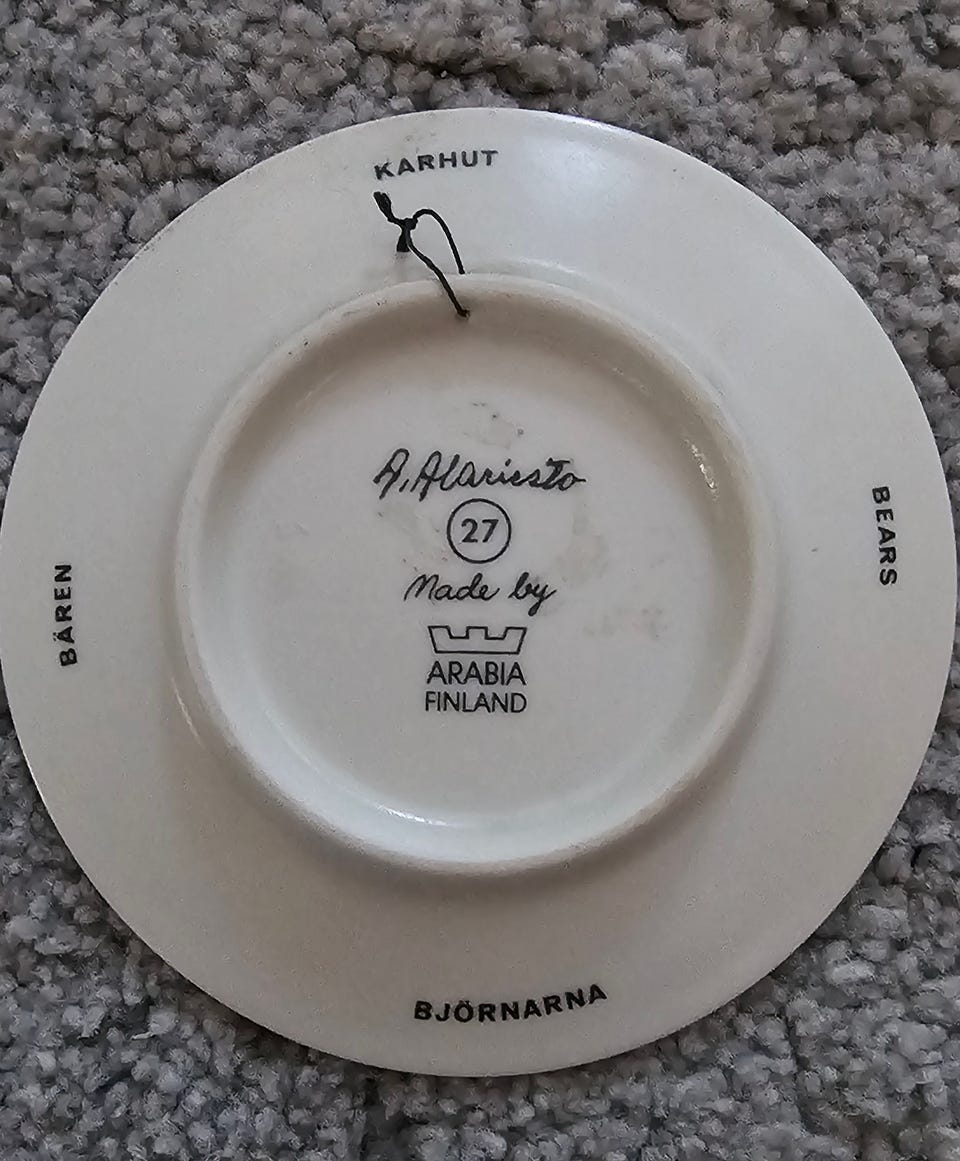 KARHUT
A. Alariesto
27
Made by
ARABIA
FINLAND
BEARS
BÄREN
BJÖRNARNA